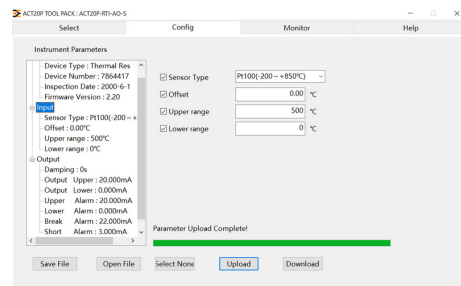 ACT20P TOOL PACK : ACT20P-RTI-AO-S
Select Config Monitor Help
Instrument Parameters
Device Type : Thermal Res
Device Number : 7864417
Inspection Date : 2000-6-1
Firmware Version : 2.20
Input
Sensor Type : Pt100(-200 ~ +
Offset : 0.00℃
Upper range : 500℃
Lower range : 0℃
Output
Damping : 0s
Output Upper : 20.000mA
Output Lower : 0.000mA
Upper Alarm : 20.000mA
Lower Alarm : 0.000mA
Break Alarm : 22.000mA
Short Alarm : 3.000mA
Sensor Type Pt100(-200 ~ +850℃)
Offset 0.00 ℃
Upper range 500 ℃
Lower range 0 ℃
Parameter Upload Complete!
Save File Open File Select None Upload Download